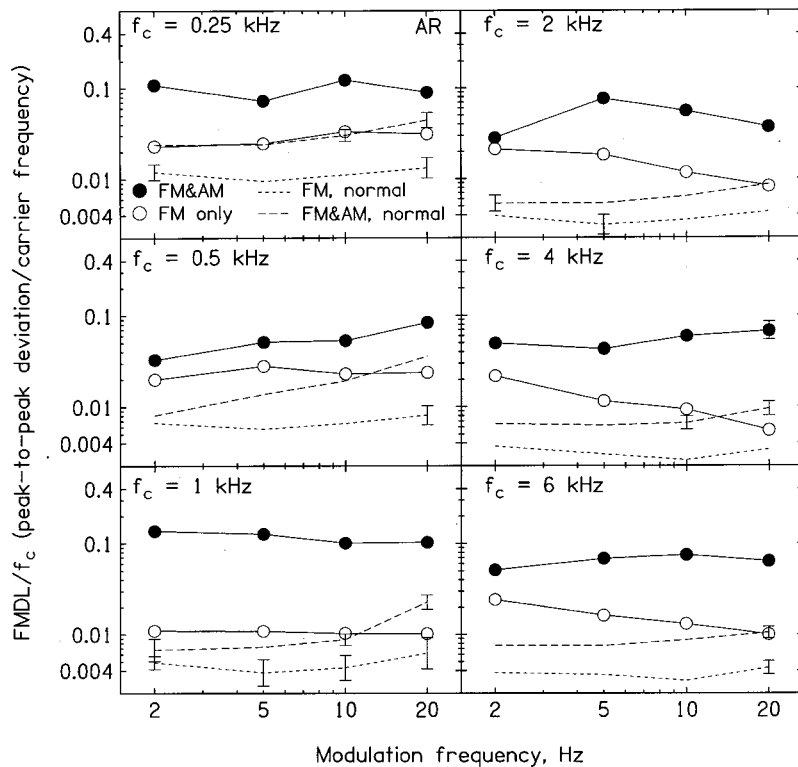 f_c = 0.25 kHz AR
f_c = 2 kHz
0.4
0.1
0.01
0.004
FM&AM
FM only
FM, normal
FM&AM, normal
f_c = 0.5 kHz
f_c = 4 kHz
0.4
0.1
0.01
0.004
f_c = 1 kHz
f_c = 6 kHz
0.4
0.1
0.01
0.004
2 5 10 20 2 5 10 20
Modulation frequency, Hz
FMDL/f_c (peak-to-peak deviation/carrier frequency)